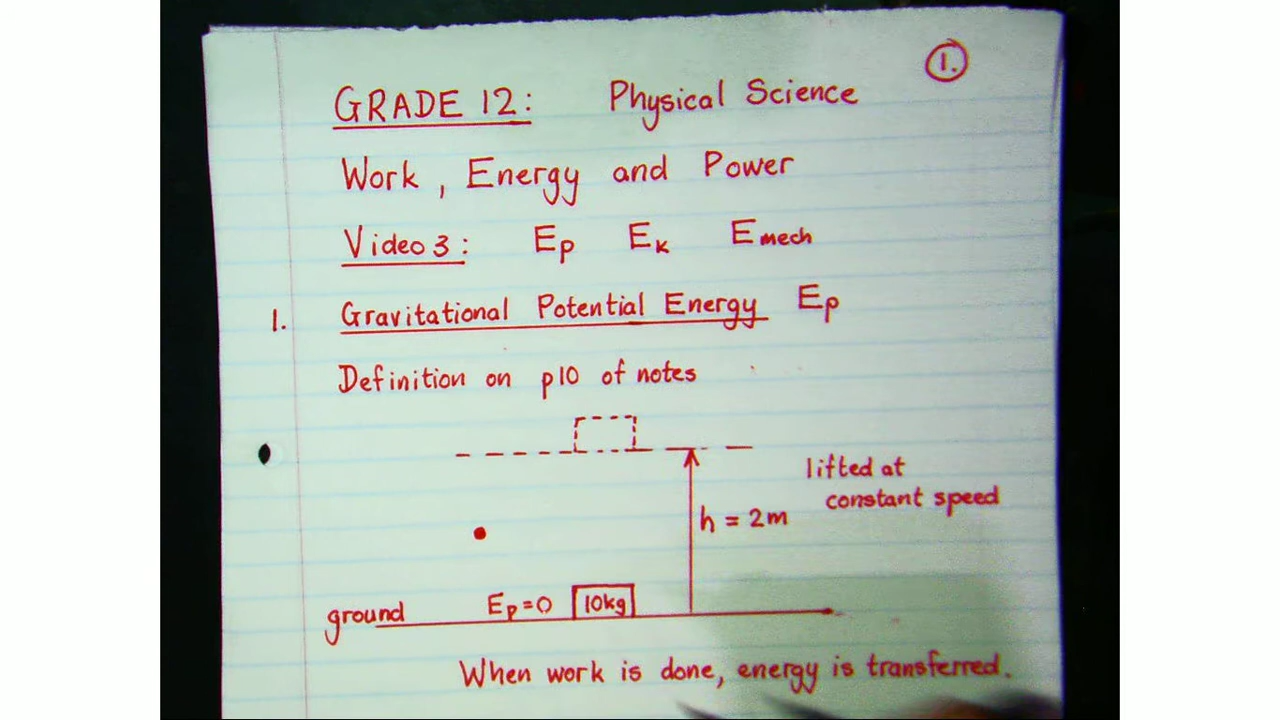 1.
GRADE 12: Physical Science
Work, Energy and Power
Video 3: Ep Ek Emech
1. Gravitational Potential Energy Ep
Definition on p10 of notes
lifted at
constant speed
h = 2m
ground Ep=0 10kg
When work is done, energy is transferred.